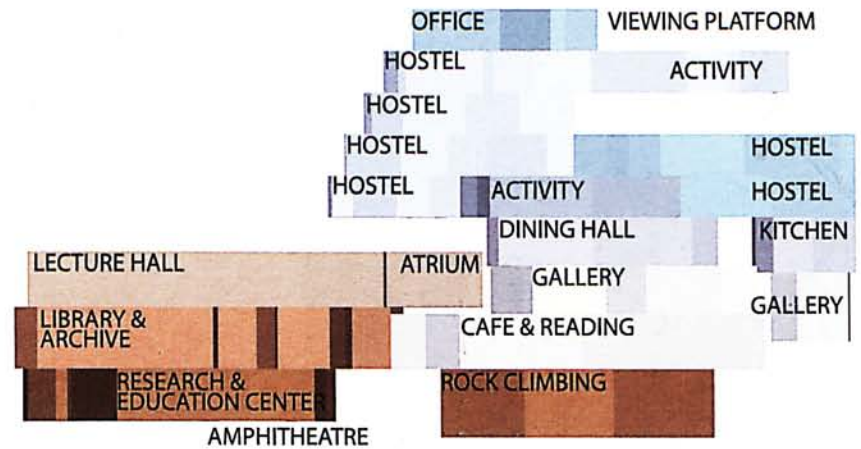 OFFICE VIEWING PLATFORM
HOSTEL ACTIVITY
HOSTEL
HOSTEL HOSTEL
HOSTEL ACTIVITY HOSTEL
DINING HALL KITCHEN
LECTURE HALL ATRIUM GALLERY
GALLERY
LIBRARY &
ARCHIVE CAFE & READING
RESEARCH &
EDUCATION CENTER ROCK CLIMBING
AMPHITHEATRE